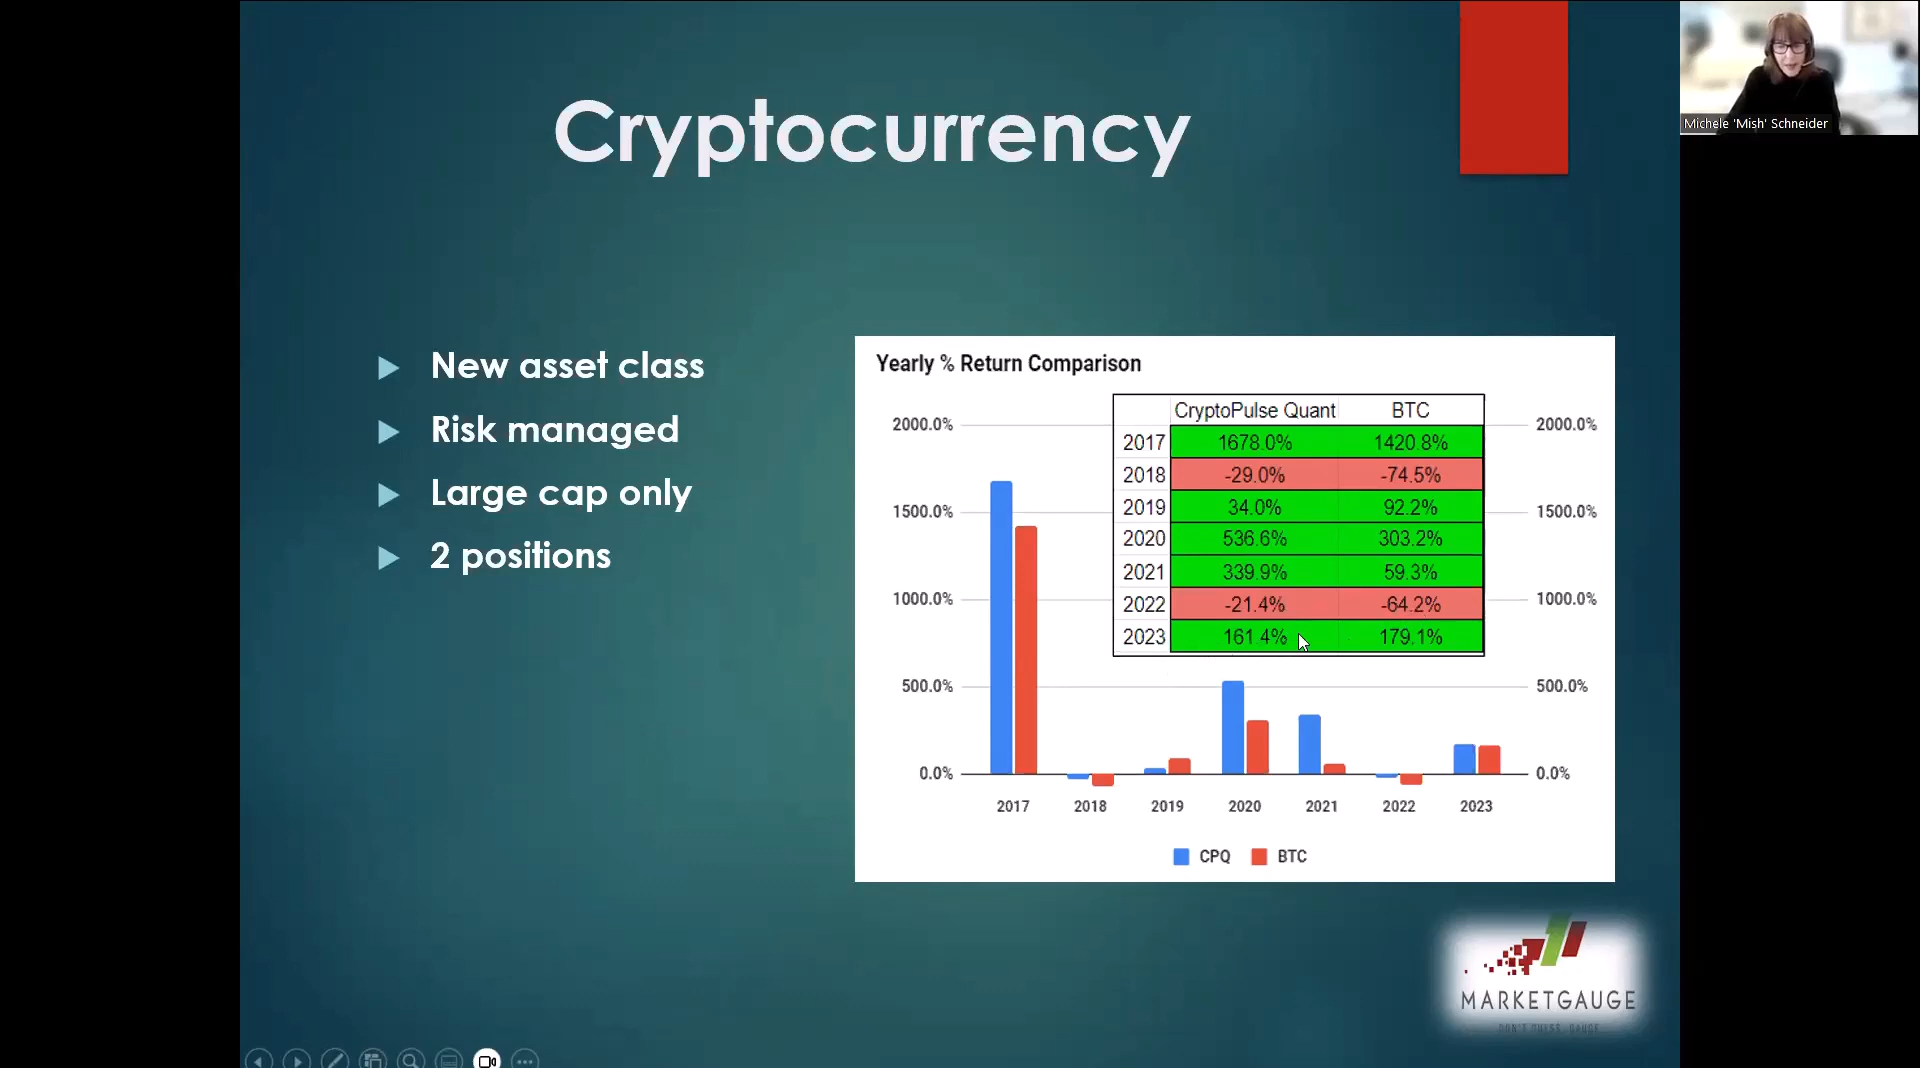 Cryptocurrency
Michele 'Mish' Schneider
New asset class
Risk managed
Large cap only
2 positions
Yearly % Return Comparison
CryptoPulse Quant BTC
2017 1678.0% 1420.8%
2018 -29.0% -74.5%
2019 34.0% 92.2%
2020 536.6% 303.2%
2021 339.9% 59.3%
2022 -21.4% -64.2%
2023 161.4% 179.1%
2000.0% 2000.0%
1500.0% 1500.0%
1000.0% 1000.0%
500.0% 500.0%
0.0% 0.0%
2017 2018 2019 2020 2021 2022 2023
CPQ BTC
MARKETGAUGE